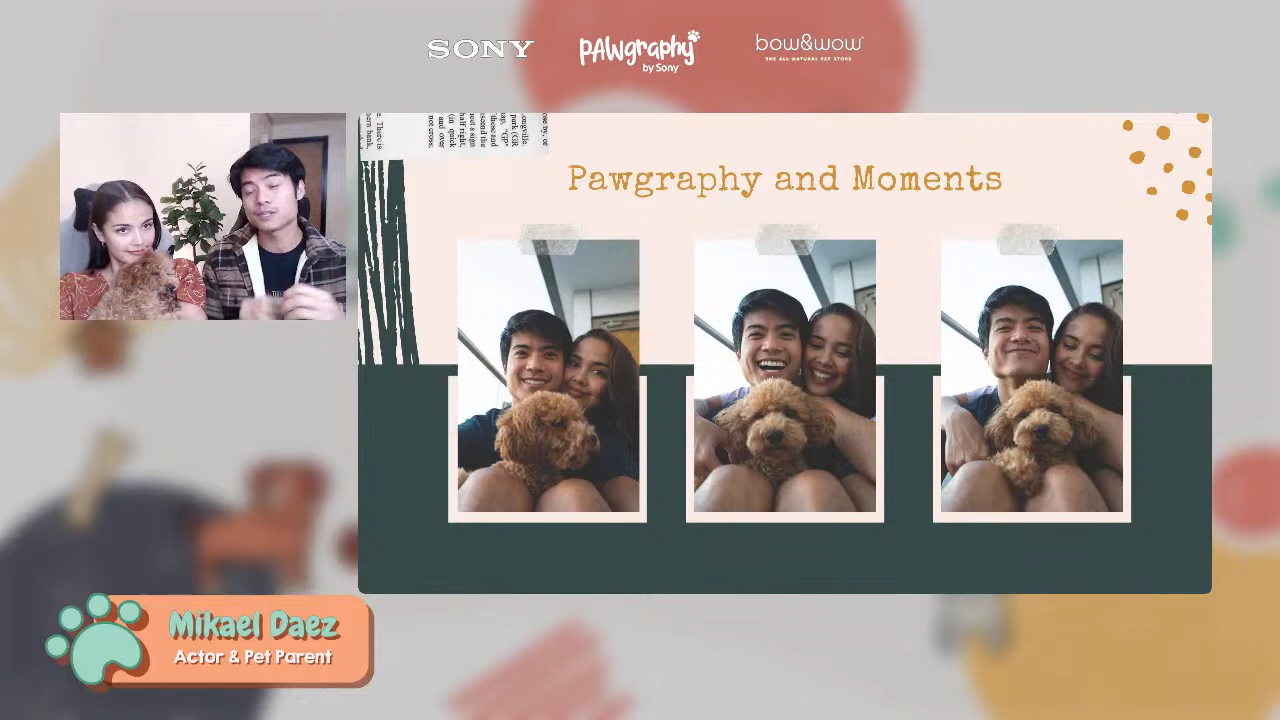 SONY
PAWgraphy
by Sony
bow&wow
THE ALL-NATURAL PET STORE
Pawgraphy and Moments
Mikael Daez
Actor & Pet Parent